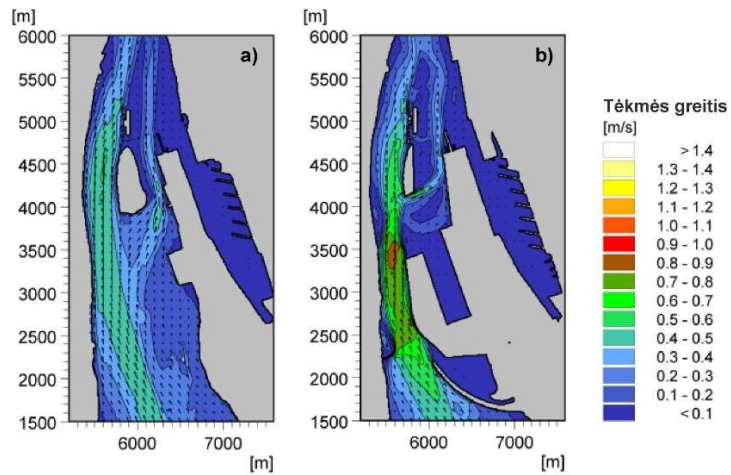 [m]
6000
a)
5500
5000
4500
4000
3500
3000
2500
2000
1500
6000 7000
[m]
[m]
6000
b)
5500
5000
4500
4000
3500
3000
2500
2000
1500
6000 7000
[m]
Tėkmės greitis
[m/s]
> 1.4
1.3 - 1.4
1.2 - 1.3
1.1 - 1.2
1.0 - 1.1
0.9 - 1.0
0.8 - 0.9
0.7 - 0.8
0.6 - 0.7
0.5 - 0.6
0.4 - 0.5
0.3 - 0.4
0.2 - 0.3
0.1 - 0.2
< 0.1